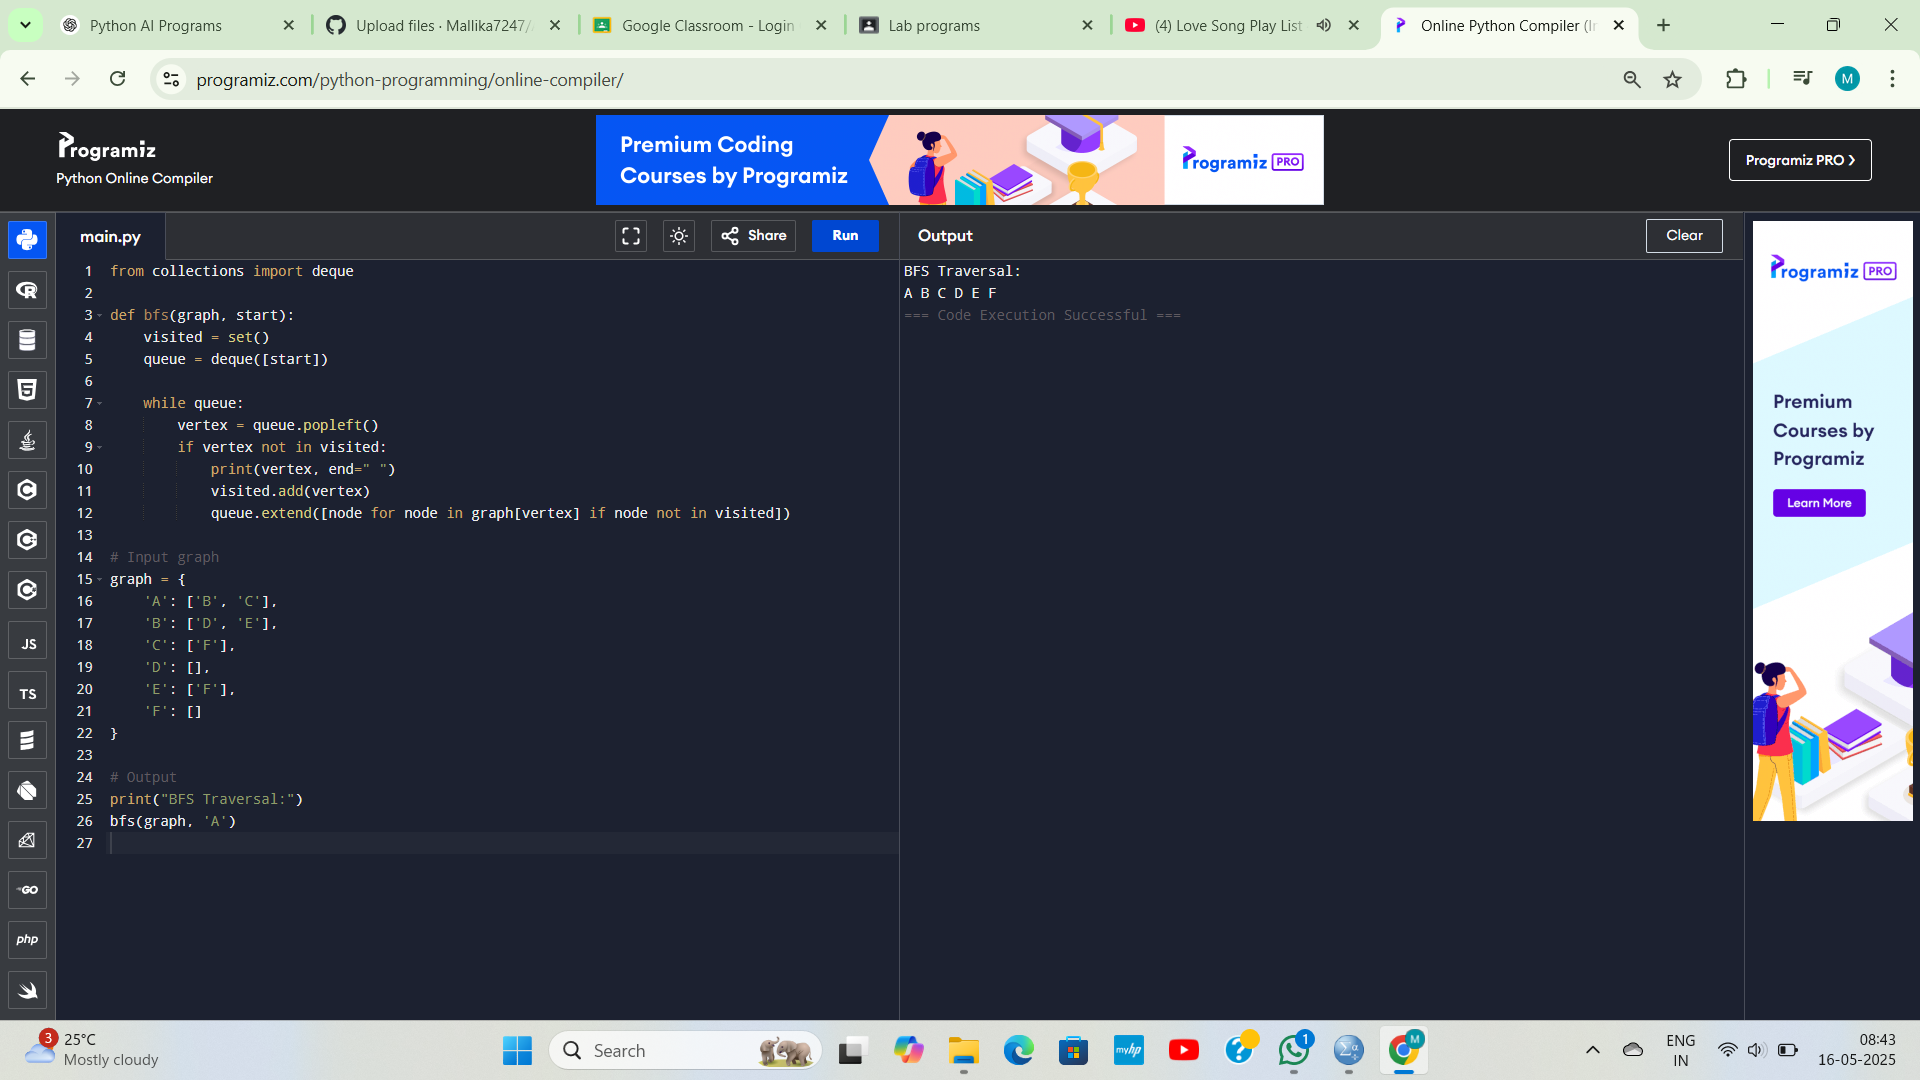 Python AI Programs
Upload files · Mallika7247/
Google Classroom - Login
Lab programs
(4) Love Song Play List
Online Python Compiler (In
programiz.com/python-programming/online-compiler/
M
Programiz
Python Online Compiler
Premium Coding
Courses by Programiz
Programiz PRO
Programiz PRO ❯
main.py
Share
Run
Output
Clear
1 from collections import deque
2
3 def bfs(graph, start):
4     visited = set()
5     queue = deque([start])
6
7     while queue:
8         vertex = queue.popleft()
9         if vertex not in visited:
10             print(vertex, end=" ")
11             visited.add(vertex)
12             queue.extend([node for node in graph[vertex] if node not in visited])
13
14 # Input graph
15 graph = {
16     'A': ['B', 'C'],
17     'B': ['D', 'E'],
18     'C': ['F'],
19     'D': [],
20     'E': ['F'],
21     'F': []
22 }
23
24 # Output
25 print("BFS Traversal:")
26 bfs(graph, 'A')
27
BFS Traversal:
A B C D E F
=== Code Execution Successful ===
R
JS
TS
GO
php
Programiz PRO
Premium
Courses by
Programiz
Learn More
3
25°C
Mostly cloudy
Search
myhp
1
M
ENG
IN
08:43
16-05-2025